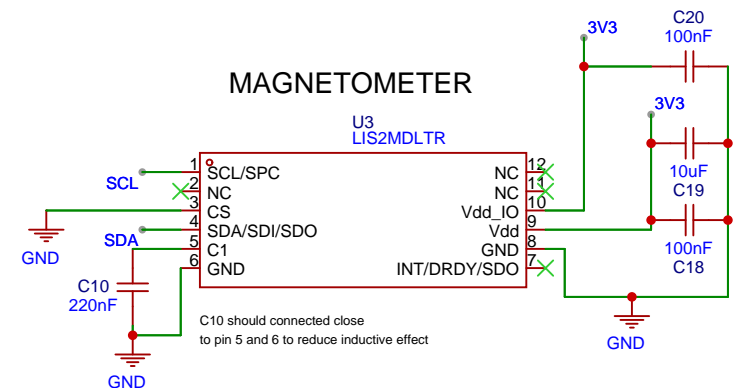 C20
100nF
3V3
MAGNETOMETER
3V3
U3
LIS2MDLTR
SCL
1 SCL/SPC
2 NC
3 CS
4 SDA/SDI/SDO
5 C1
6 GND
NC 12
NC 11
Vdd_IO 10
Vdd 9
GND 8
INT/DRDY/SDO 7
10uF
C19
100nF
C18
SDA
GND
C10
220nF
C10 should connected close
to pin 5 and 6 to reduce inductive effect
GND
GND